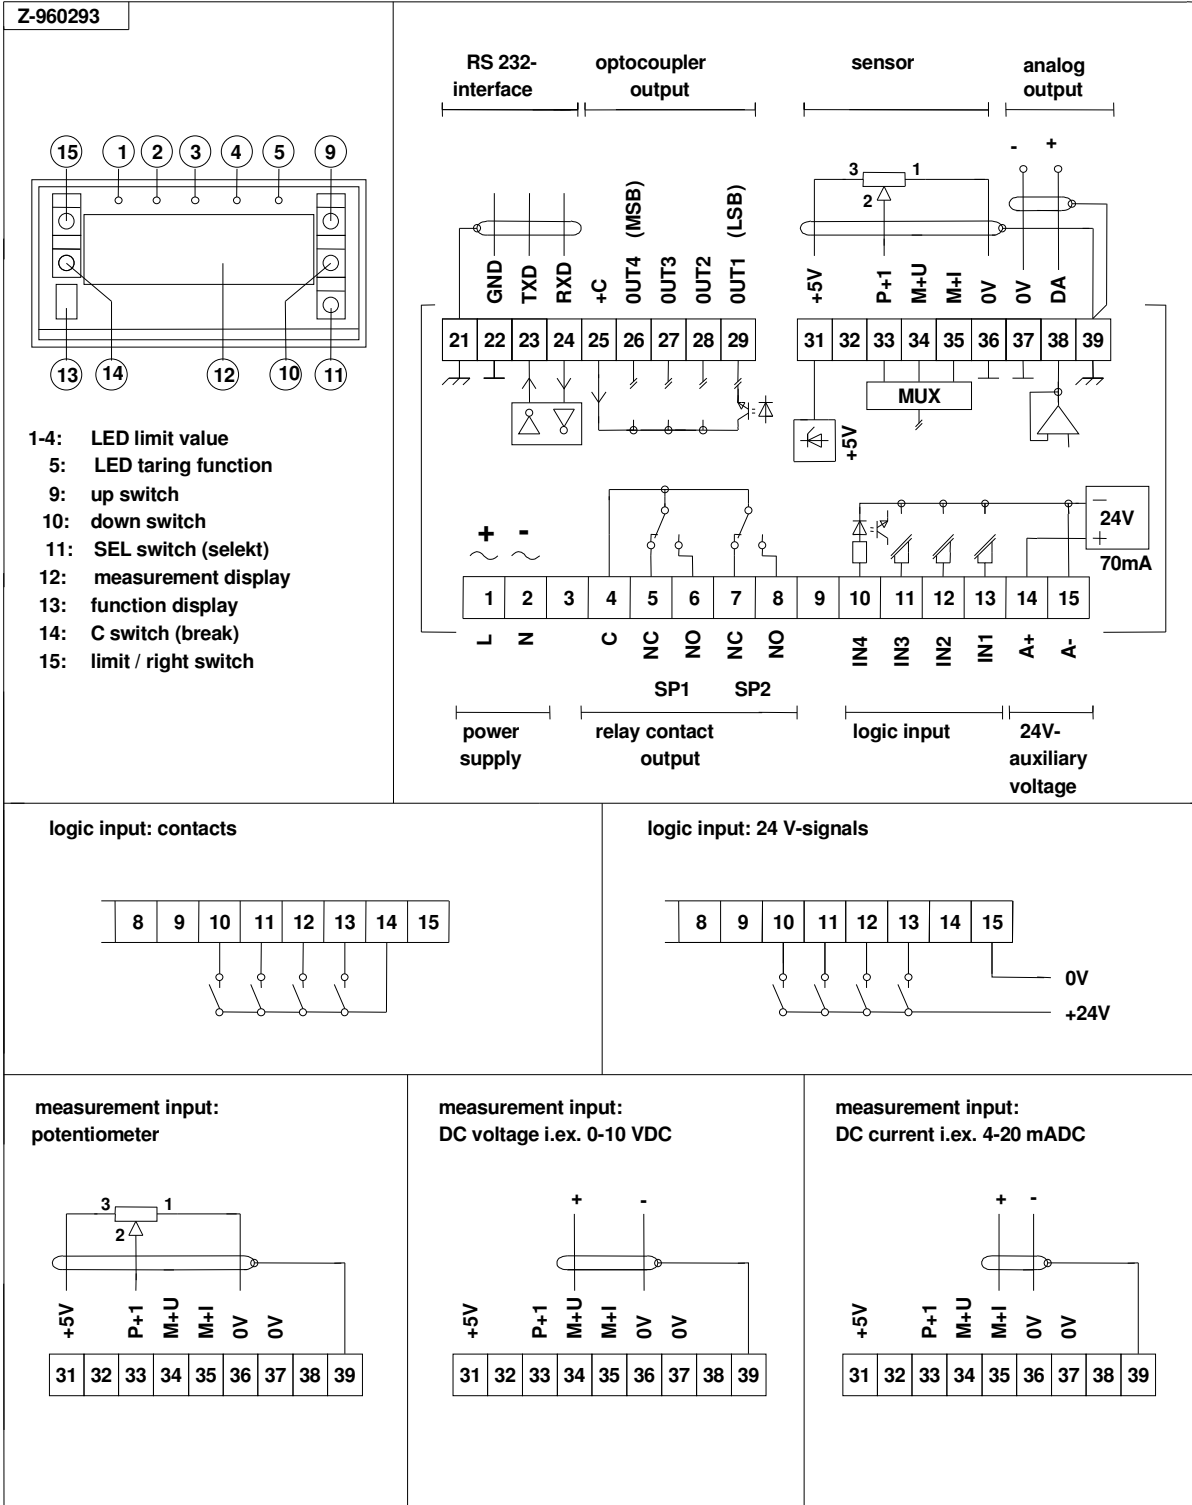 Z-960293
15 1 2 3 4 5 9
13 14 12 10 11
1-4: LED limit value
5: LED taring function
9: up switch
10: down switch
11: SEL switch (selekt)
12: measurement display
13: function display
14: C switch (break)
15: limit / right switch
RS 232-
interface
optocoupler
output
sensor
analog
output
- +
3 1
2
(MSB) (LSB)
GND TXD RXD +C 0UT4 0UT3 0UT2 0UT1 +5V P+1 M+U M+I 0V 0V DA
21 22 23 24 25 26 27 28 29 31 32 33 34 35 36 37 38 39
MUX
+5V
+ -
24V
70mA
1 2 3 4 5 6 7 8 9 10 11 12 13 14 15
L N C NC NO NC NO IN4 IN3 IN2 IN1 A+ A-
SP1 SP2
power
supply
relay contact
output
logic input
24V-
auxiliary
voltage
logic input: contacts
8 9 10 11 12 13 14 15
logic input: 24 V-signals
8 9 10 11 12 13 14 15
0V
+24V
measurement input:
potentiometer
3 1
2
+5V P+1 M+U M+I 0V 0V
31 32 33 34 35 36 37 38 39
measurement input:
DC voltage i.ex. 0-10 VDC
+ -
+5V P+1 M+U M+I 0V 0V
31 32 33 34 35 36 37 38 39
measurement input:
DC current i.ex. 4-20 mADC
+ -
+5V P+1 M+U M+I 0V 0V
31 32 33 34 35 36 37 38 39